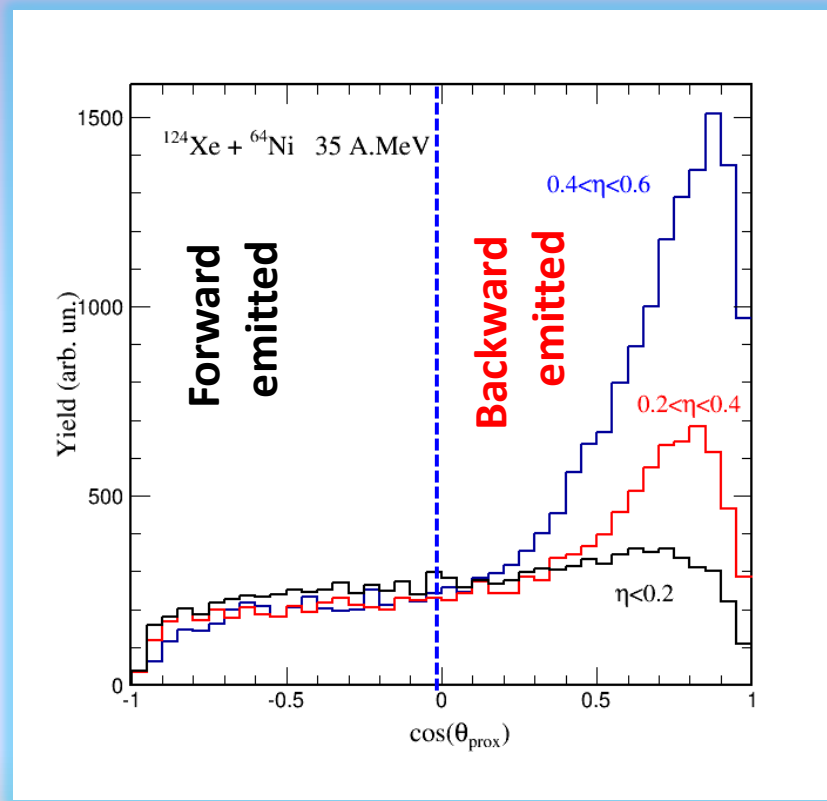 ¹²⁴Xe + ⁶⁴Ni 35 A.MeV
0.4<η<0.6
Forward
emitted
Backward
emitted
0.2<η<0.4
η<0.2
Yield (arb. un.)
1500
1000
500
0
-1
-0.5
0
0.5
1
cos(θprox)